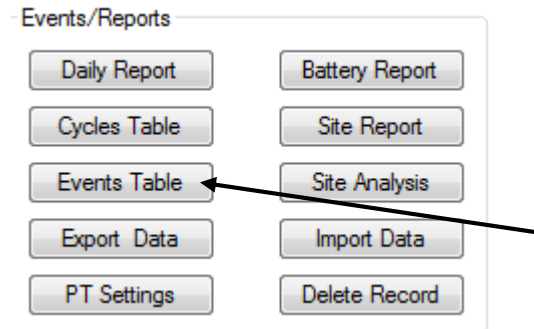 Events/Reports
Daily Report Battery Report
Cycles Table Site Report
Events Table Site Analysis
Export Data Import Data
PT Settings Delete Record